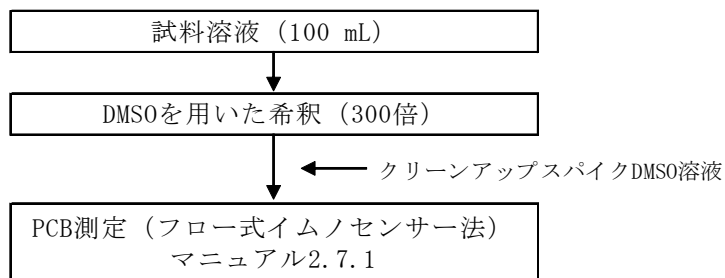 試料溶液 (100 mL)
DMSOを用いた希釈 (300倍)
クリーンアップスパイクDMSO溶液
PCB測定 (フロー式イムノセンサー法)
マニュアル2.7.1